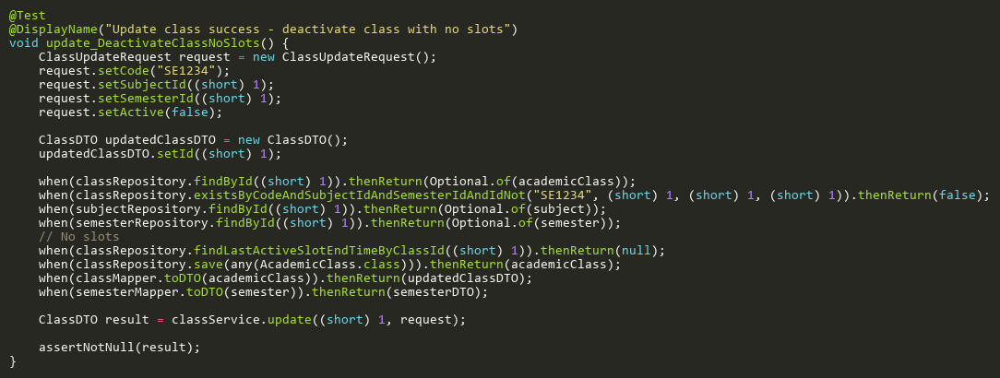 @Test
@DisplayName("Update class success - deactivate class with no slots")
void update_DeactivateClassNoSlots() {
    ClassUpdateRequest request = new ClassUpdateRequest();
    request.setCode("SE1234");
    request.setSubjectId((short) 1);
    request.setSemesterId((short) 1);
    request.setActive(false);

    ClassDTO updatedClassDTO = new ClassDTO();
    updatedClassDTO.setId((short) 1);

    when(classRepository.findById((short) 1)).thenReturn(Optional.of(academicClass));
    when(classRepository.existsByCodeAndSubjectIdAndSemesterIdAndIdNot("SE1234", (short) 1, (short) 1, (short) 1)).thenReturn(false);
    when(subjectRepository.findById((short) 1)).thenReturn(Optional.of(subject));
    when(semesterRepository.findById((short) 1)).thenReturn(Optional.of(semester));
    // No slots
    when(classRepository.findLastActiveSlotEndTimeByClassId((short) 1)).thenReturn(null);
    when(classRepository.save(any(AcademicClass.class))).thenReturn(academicClass);
    when(classMapper.toDTO(academicClass)).thenReturn(updatedClassDTO);
    when(semesterMapper.toDTO(semester)).thenReturn(semesterDTO);

    ClassDTO result = classService.update((short) 1, request);

    assertNotNull(result);
}